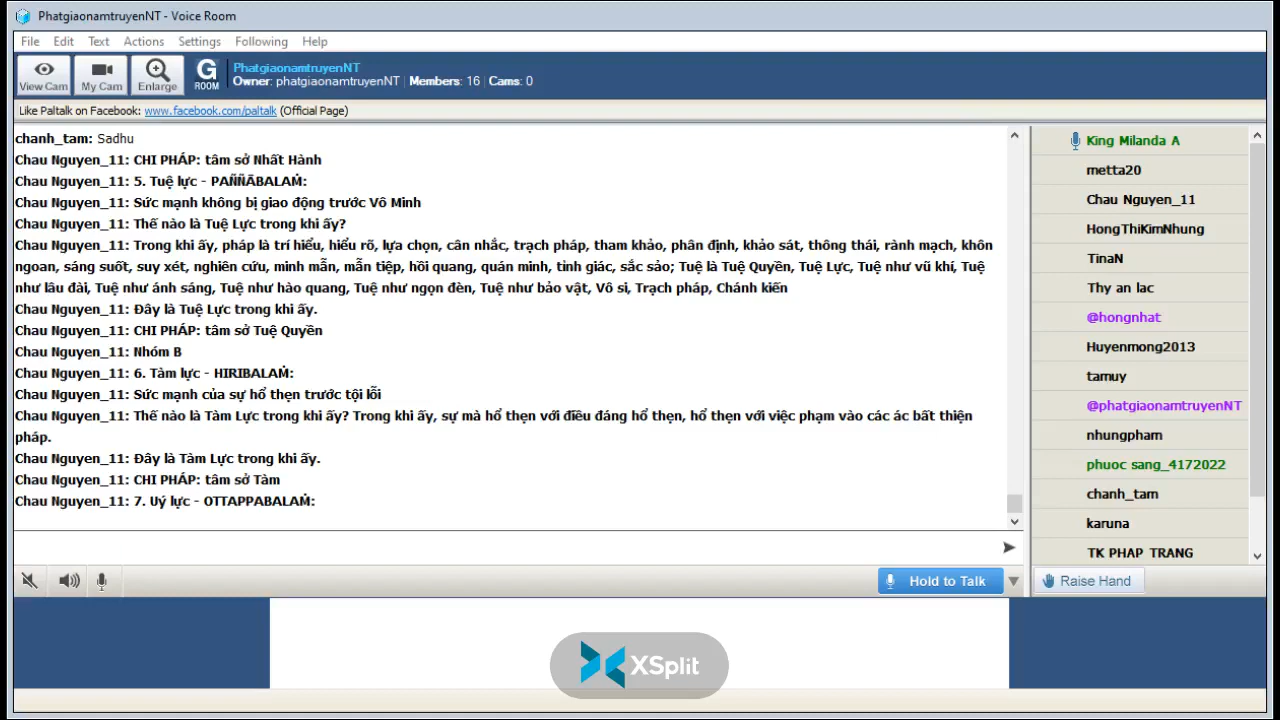 PhatgiaonamtruyenNT - Voice Room
File Edit Text Actions Settings Following Help
View Cam My Cam Enlarge G ROOM
PhatgiaonamtruyenNT
Owner: phatgiaonamtruyenNT Members: 16 Cams: 0
Like Paltalk on Facebook: www.facebook.com/paltalk (Official Page)
chanh_tam: Sadhu
Chau Nguyen_11: CHI PHÁP: tâm sở Nhất Hành
Chau Nguyen_11: 5. Tuệ lực - PAÑÑĀBALAṀ:
Chau Nguyen_11: Sức mạnh không bị giao động trước Vô Minh
Chau Nguyen_11: Thế nào là Tuệ Lực trong khi ấy?
Chau Nguyen_11: Trong khi ấy, pháp là trí hiểu, hiểu rõ, lựa chọn, cân nhắc, trạch pháp, tham khảo, phân định, khảo sát, thông thái, rành mạch, khôn
ngoan, sáng suốt, suy xét, nghiên cứu, minh mẫn, mẫn tiệp, hồi quang, quán minh, tỉnh giác, sắc sảo; Tuệ là Tuệ Quyền, Tuệ Lực, Tuệ như vũ khí, Tuệ
như lâu đài, Tuệ như ánh sáng, Tuệ như hào quang, Tuệ như ngọn đèn, Tuệ như bảo vật, Vô si, Trạch pháp, Chánh kiến
Chau Nguyen_11: Đây là Tuệ Lực trong khi ấy.
Chau Nguyen_11: CHI PHÁP: tâm sở Tuệ Quyền
Chau Nguyen_11: Nhóm B
Chau Nguyen_11: 6. Tàm lực - HIRIBALAṀ:
Chau Nguyen_11: Sức mạnh của sự hổ thẹn trước tội lỗi
Chau Nguyen_11: Thế nào là Tàm Lực trong khi ấy? Trong khi ấy, sự mà hổ thẹn với điều đáng hổ thẹn, hổ thẹn với việc phạm vào các ác bất thiện
pháp.
Chau Nguyen_11: Đây là Tàm Lực trong khi ấy.
Chau Nguyen_11: CHI PHÁP: tâm sở Tàm
Chau Nguyen_11: 7. Uý lực - OTTAPPABALAṀ:
King Milanda A
metta20
Chau Nguyen_11
HongThiKimNhung
TinaN
Thy an lac
@hongnhat
Huyenmong2013
tamuy
@phatgiaonamtruyenNT
nhungpham
phuoc sang_4172022
chanh_tam
karuna
TK PHAP TRANG
Hold to Talk
Raise Hand
XSplit